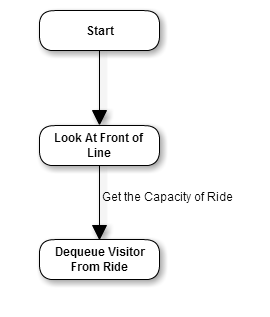 Start
Look At Front of
Line
Get the Capacity of Ride
Dequeue Visitor
From Ride